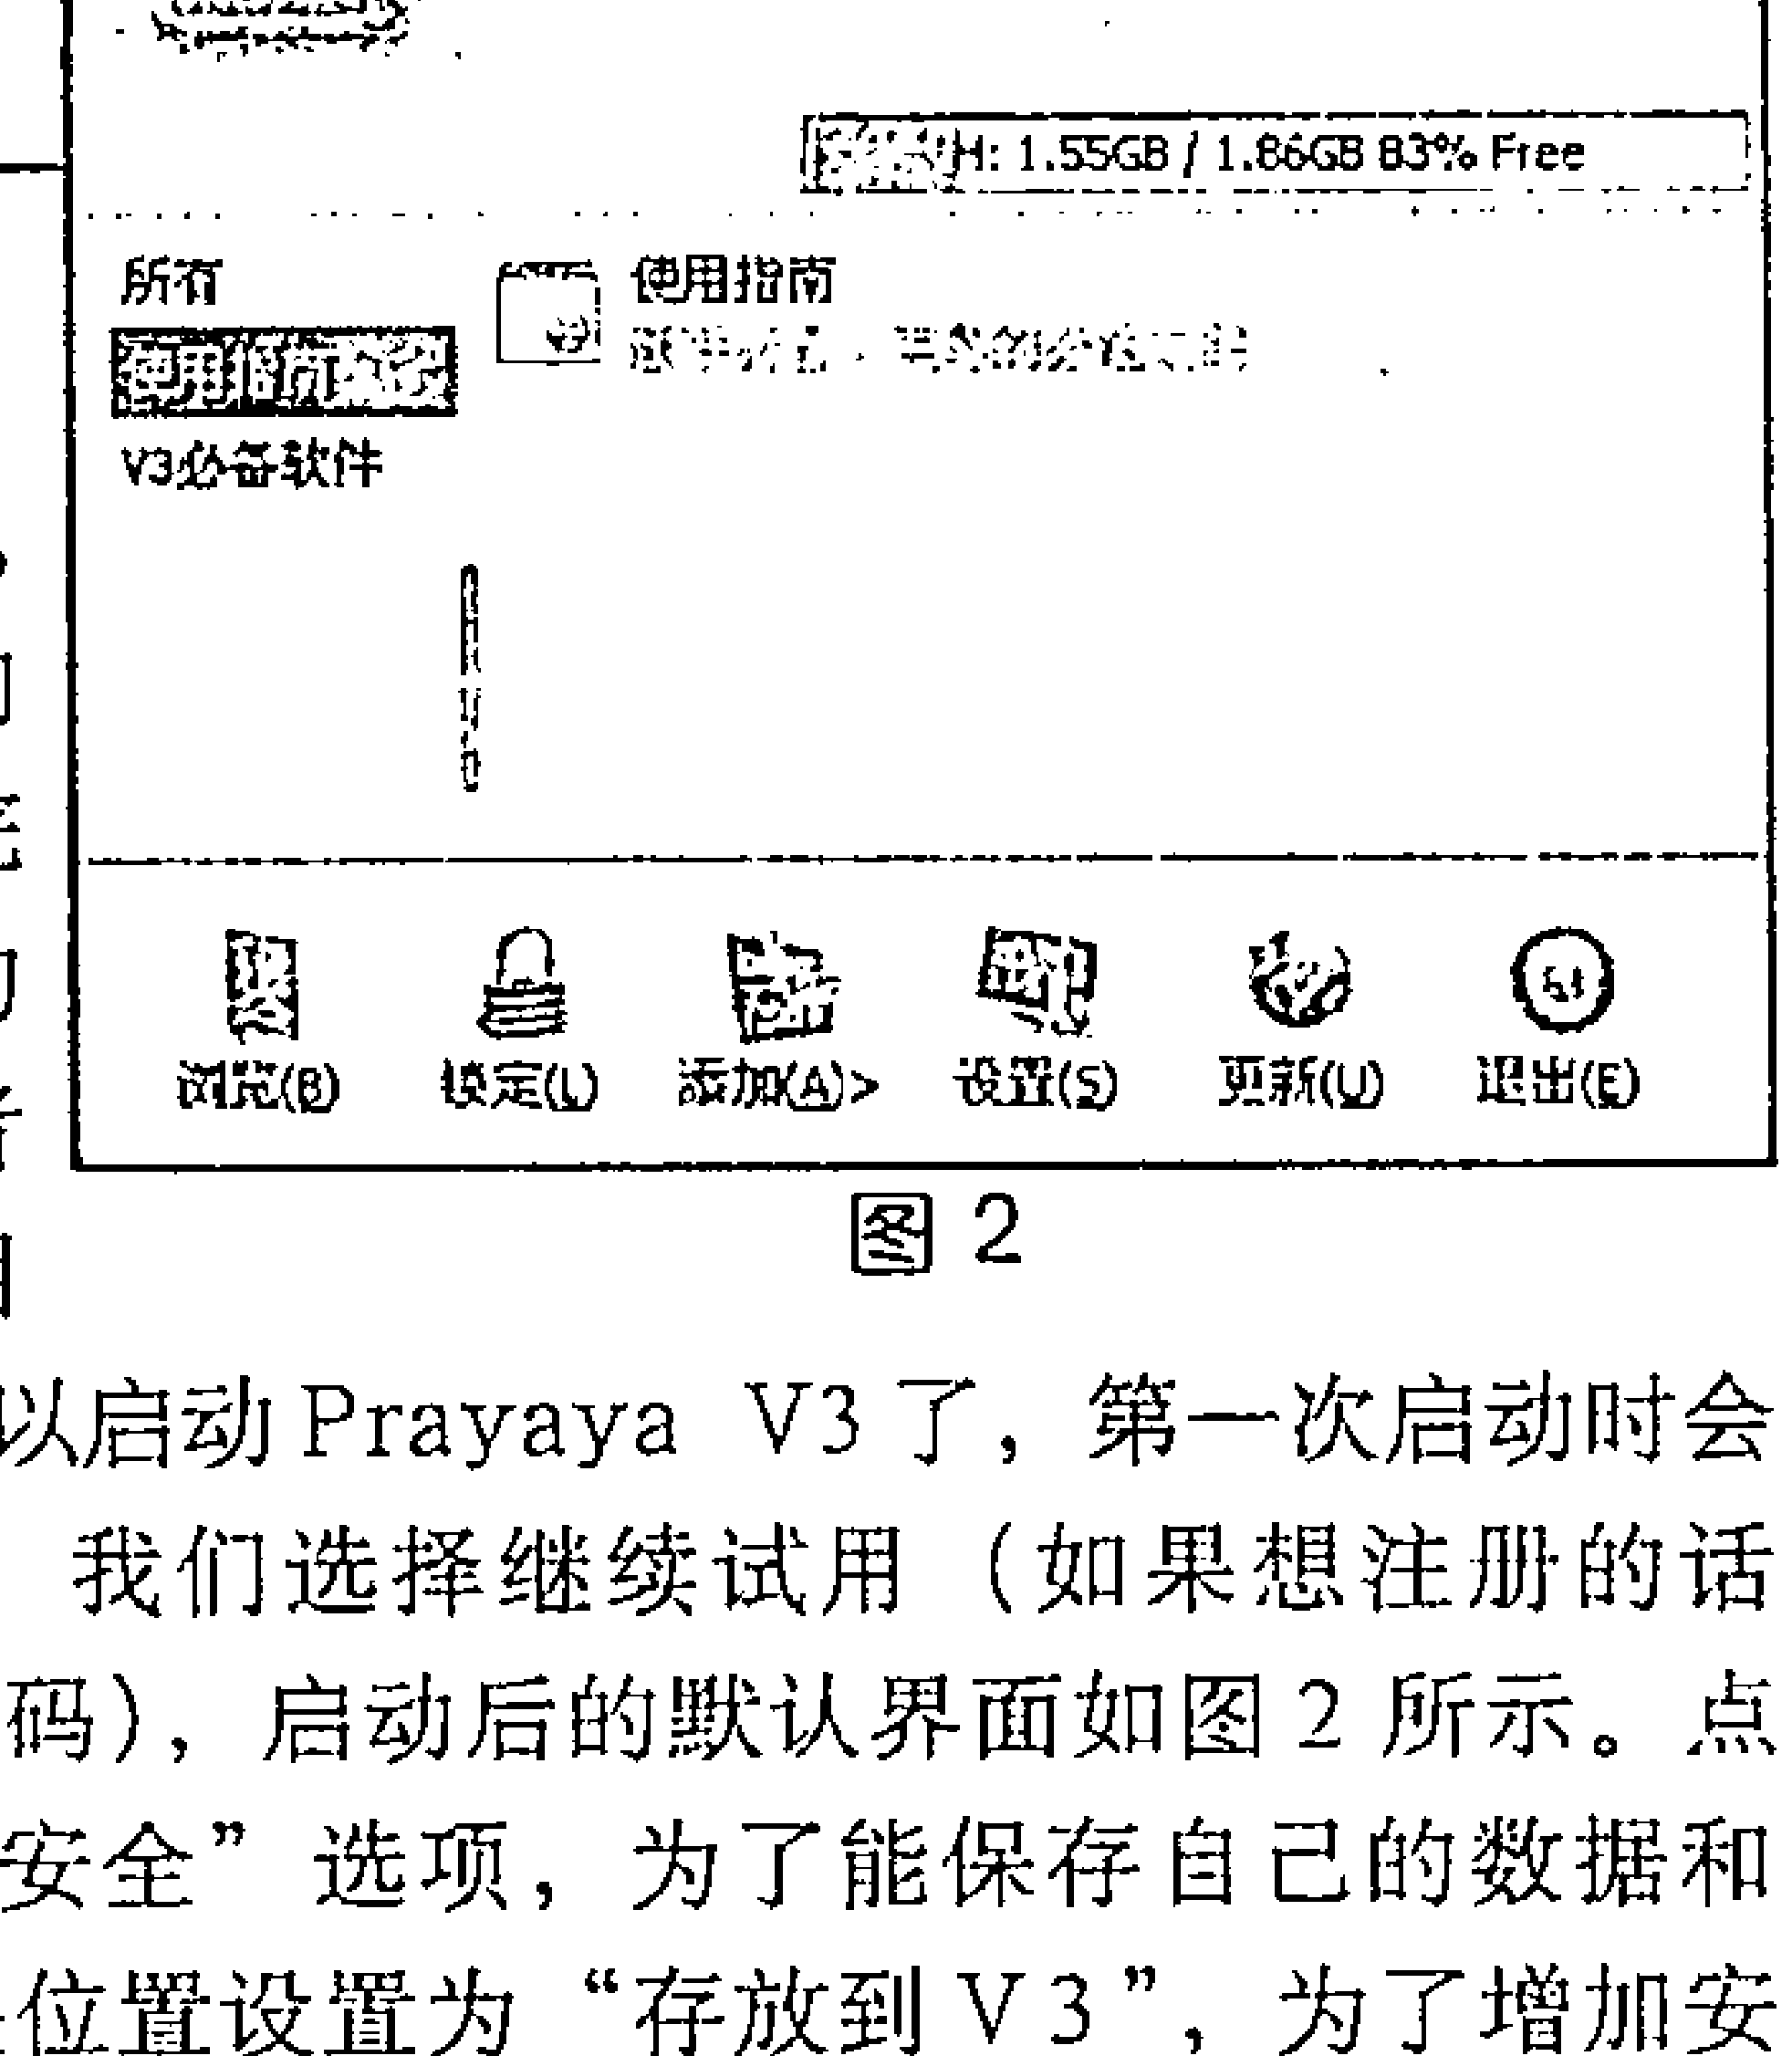 H: 1.55GB / 1.86GB 83% Free
所有
使用指南
使用指南
V3必备软件
浏览(B)
锁定(L)
添加(A)>
设置(S)
更新(U)
退出(E)
图 2
以启动 Prayaya V3 了，第一次启动时会
我们选择继续试用（如果想注册的话
码），启动后的默认界面如图 2 所示。点
安全”选项，为了能保存自己的数据和
位置设置为“存放到 V3”，为了增加安